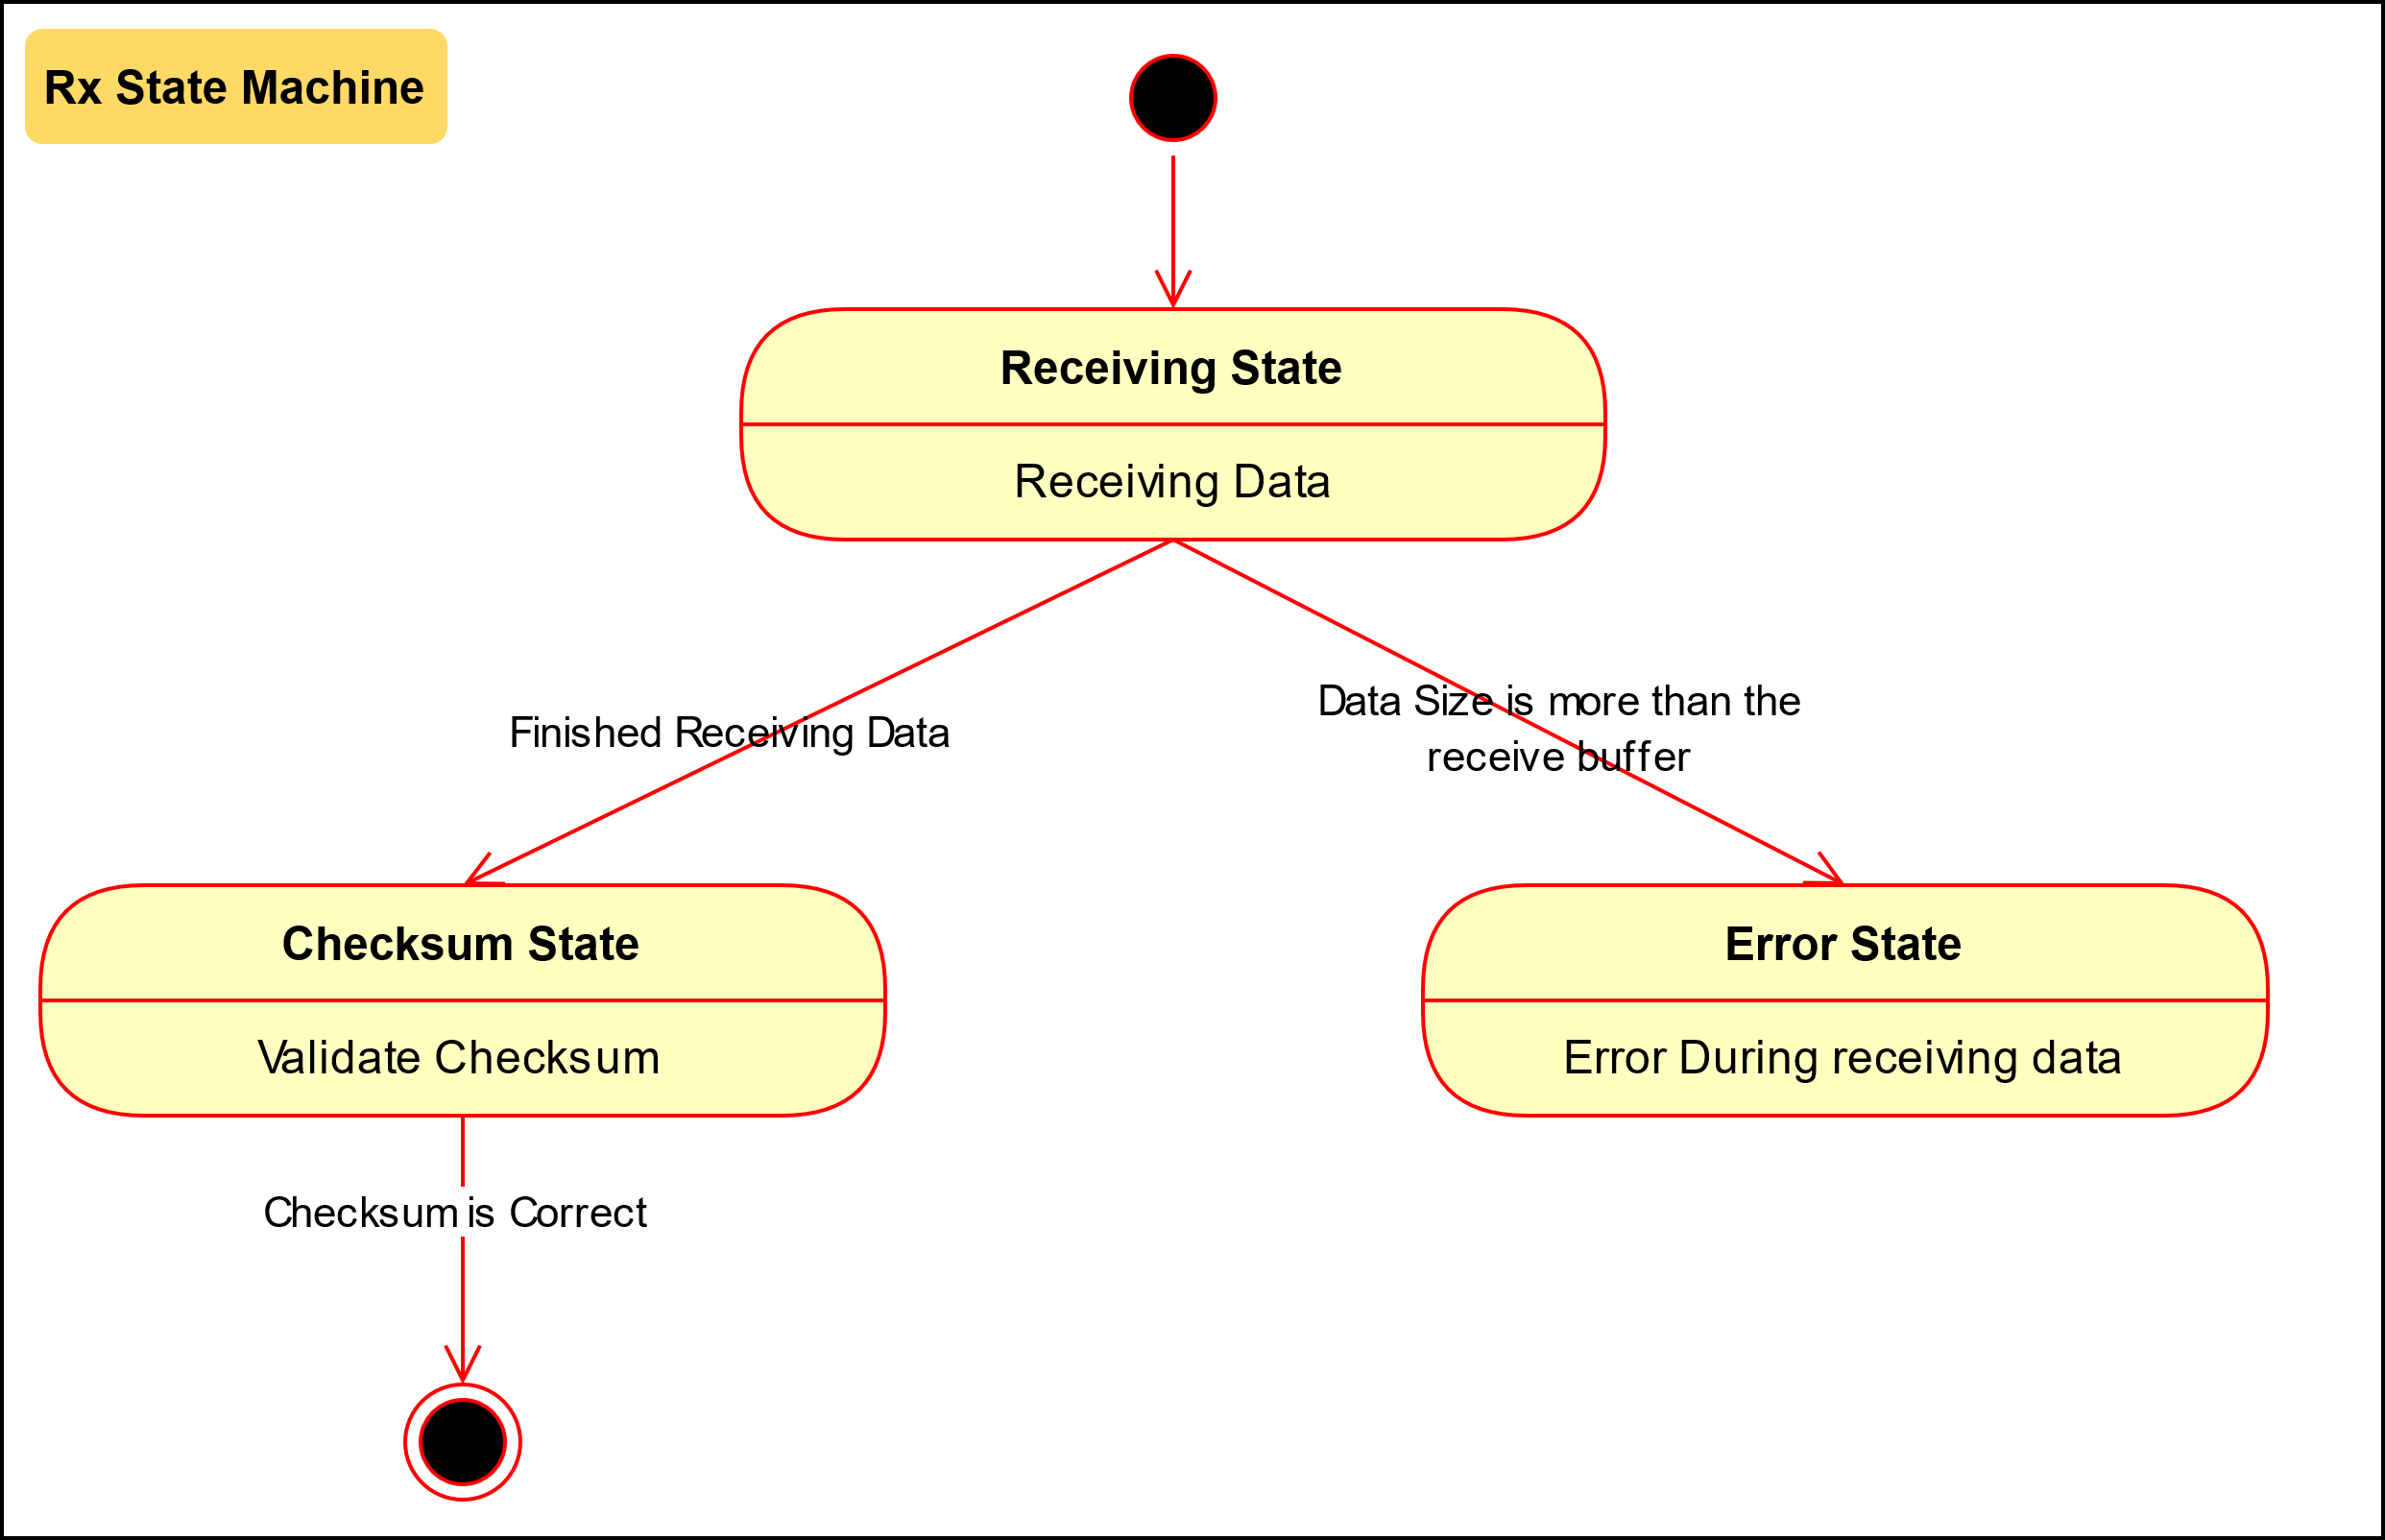 Rx State Machine
Receiving State
Receiving Data
Finished Receiving Data
Data Size is more than the
receive buffer
Checksum State
Validate Checksum
Error State
Error During receiving data
Checksum is Correct